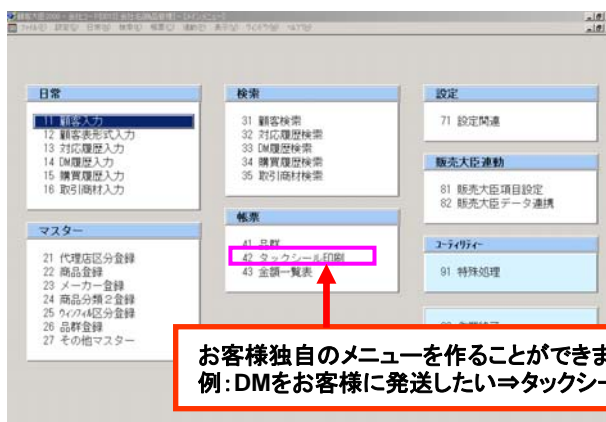 日常
11 顧客入力
12 顧客表形式入力
13 対応履歴入力
14 DM履歴入力
15 購買履歴入力
16 取引商材入力
検索
31 顧客検索
32 対応履歴検索
33 DM履歴検索
34 購買履歴検索
35 取引商材検索
設定
71 設定関連
販売大臣連動
81 販売大臣項目設定
82 販売大臣データ連携
マスター
21 代理店区分登録
22 商品登録
23 メーカー登録
24 商品分類2登録
25 区分登録
26 品群登録
27 その他マスター
帳票
41 品群
42 タックシール印刷
43 金額一覧表
ユーティリティー
91 特殊処理
お客様独自のメニューを作ることができま
例:DMをお客様に発送したい⇒タックシー